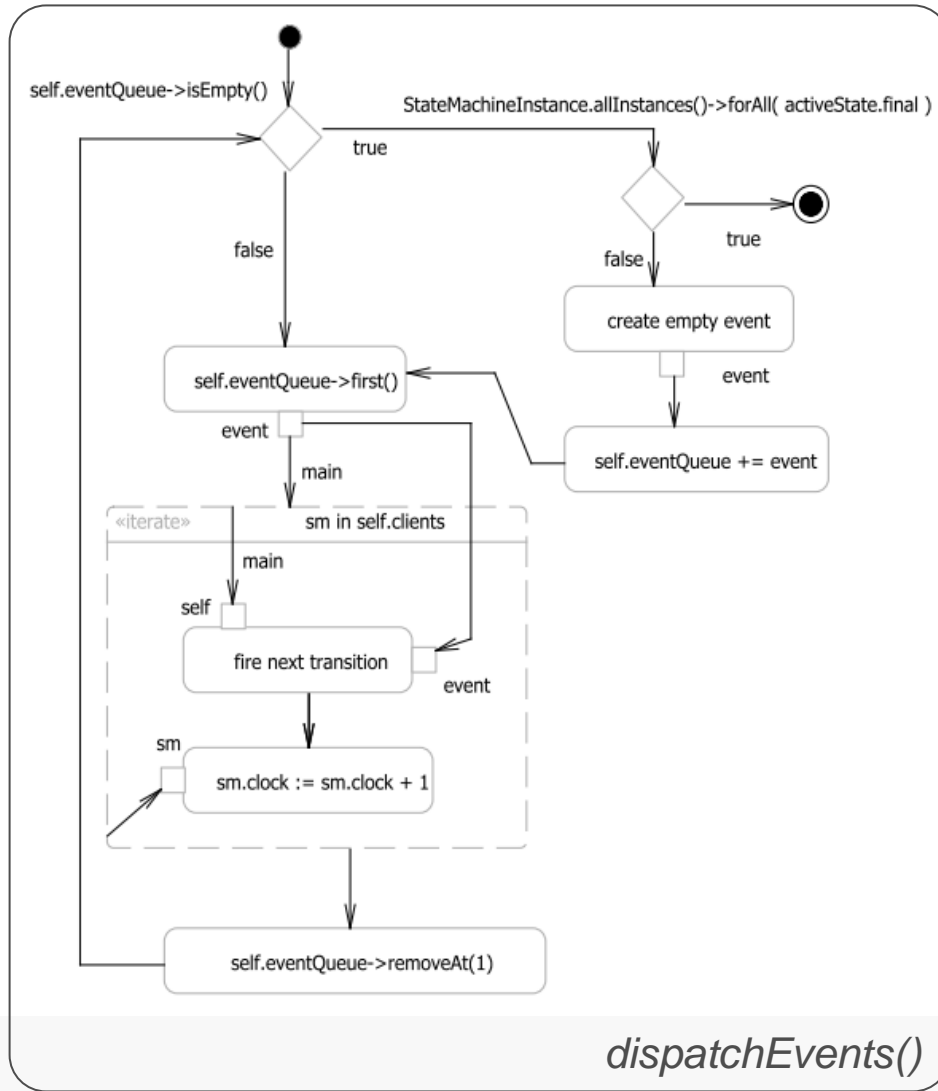 self.eventQueue->isEmpty()
StateMachineInstance.allInstances()->forAll( activeState.final )
true
true
false
false
create empty event
event
self.eventQueue->first()
event
main
self.eventQueue += event
«iterate»
sm in self.clients
main
self
fire next transition
event
sm
sm.clock := sm.clock + 1
self.eventQueue->removeAt(1)
dispatchEvents()